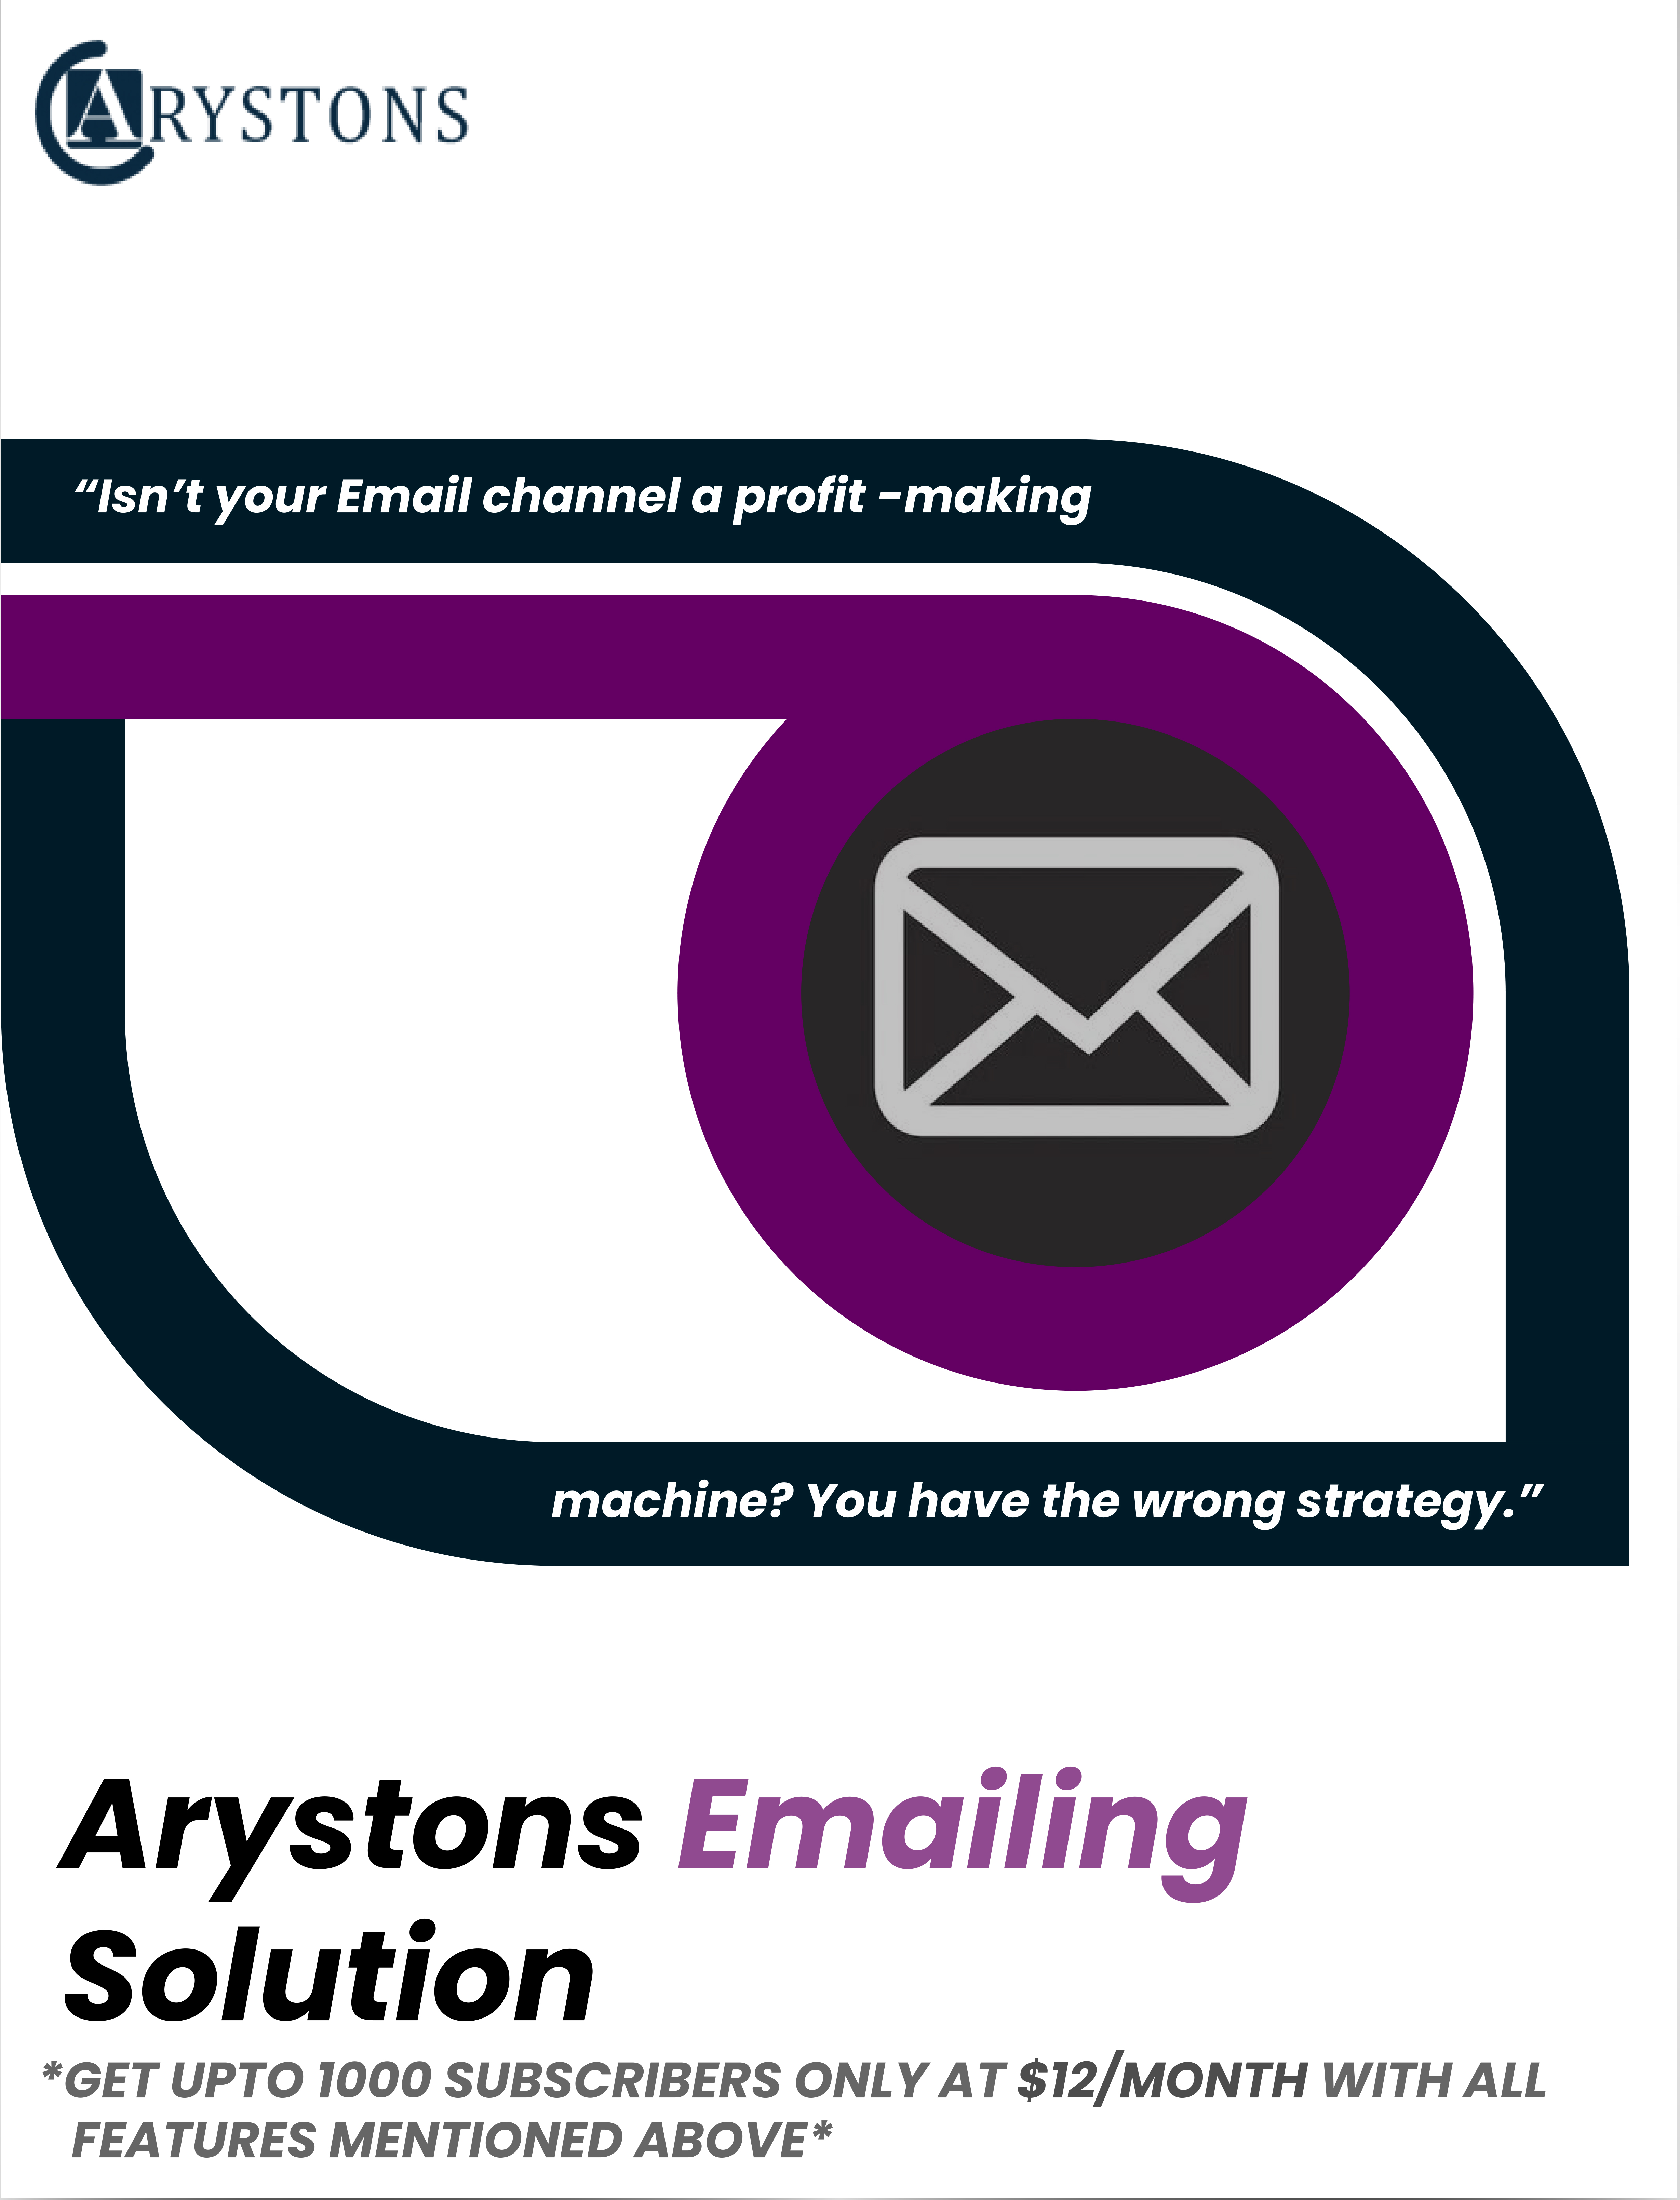 ARYSTONS
“Isn’t your Email channel a profit -making
machine? You have the wrong strategy.”
Arystons Emailing
Solution
*GET UPTO 1000 SUBSCRIBERS ONLY AT $12/MONTH WITH ALL
FEATURES MENTIONED ABOVE*